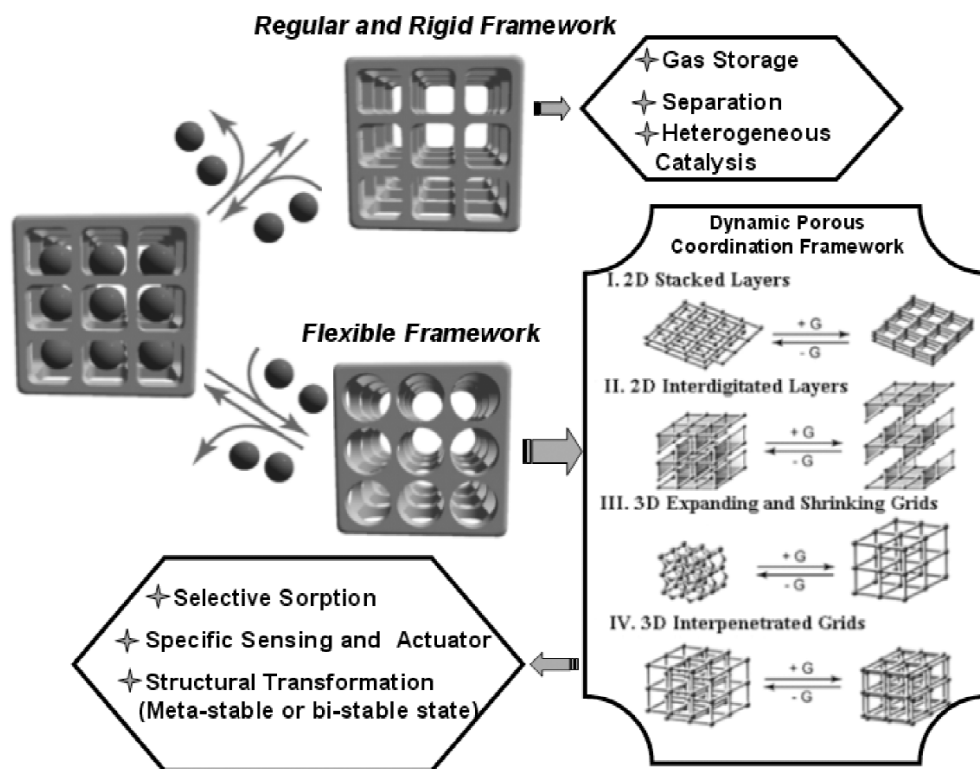 Regular and Rigid Framework
Gas Storage
Separation
Heterogeneous
Catalysis
Dynamic Porous
Coordination Framework
I. 2D Stacked Layers
+ G
- G
Flexible Framework
II. 2D Interdigitated Layers
+ G
- G
III. 3D Expanding and Shrinking Grids
+ G
- G
IV. 3D Interpenetrated Grids
+ G
- G
Selective Sorption
Specific Sensing and Actuator
Structural Transformation
(Meta-stable or bi-stable state)